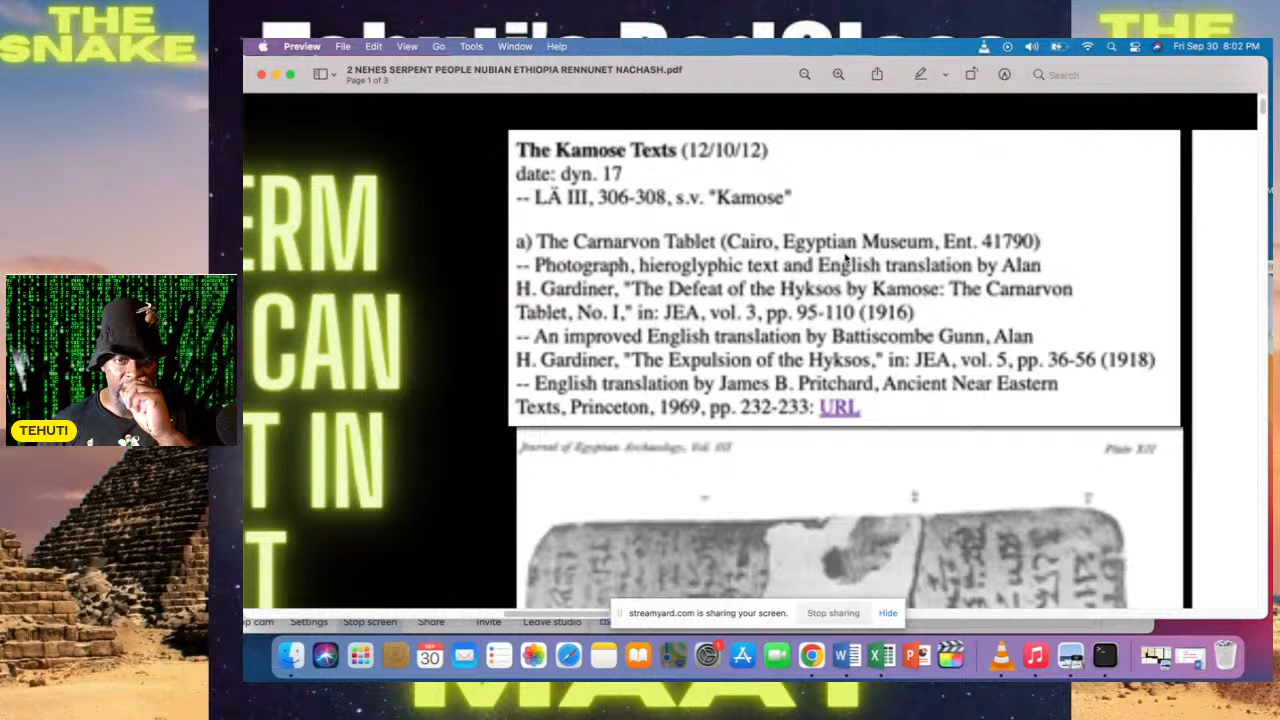 THE
SNAKE
THE
Preview File Edit View Go Tools Window Help
Fri Sep 30 8:02 PM
2 NEHES SERPENT PEOPLE NUBIAN ETHIOPIA RENNUNET NACHASH.pdf
Page 1 of 3
Search
The Kamose Texts (12/10/12)
date: dyn. 17
-- LÄ III, 306-308, s.v. "Kamose"
a) The Carnarvon Tablet (Cairo, Egyptian Museum, Ent. 41790)
-- Photograph, hieroglyphic text and English translation by Alan
H. Gardiner, "The Defeat of the Hyksos by Kamose: The Carnarvon
Tablet, No. I," in: JEA, vol. 3, pp. 95-110 (1916)
-- An improved English translation by Battiscombe Gunn, Alan
H. Gardiner, "The Expulsion of the Hyksos," in: JEA, vol. 5, pp. 36-56 (1918)
-- English translation by James B. Pritchard, Ancient Near Eastern
Texts, Princeton, 1969, pp. 232-233: URL
Journal of Egyptian Archaeology, Vol. III
Plate XII
ERM
CAN
T IN
T
TEHUTI
streamyard.com is sharing your screen. Stop sharing Hide
op cam Settings Stop screen Share Invite Leave studio
SEP
30
1
MAAT